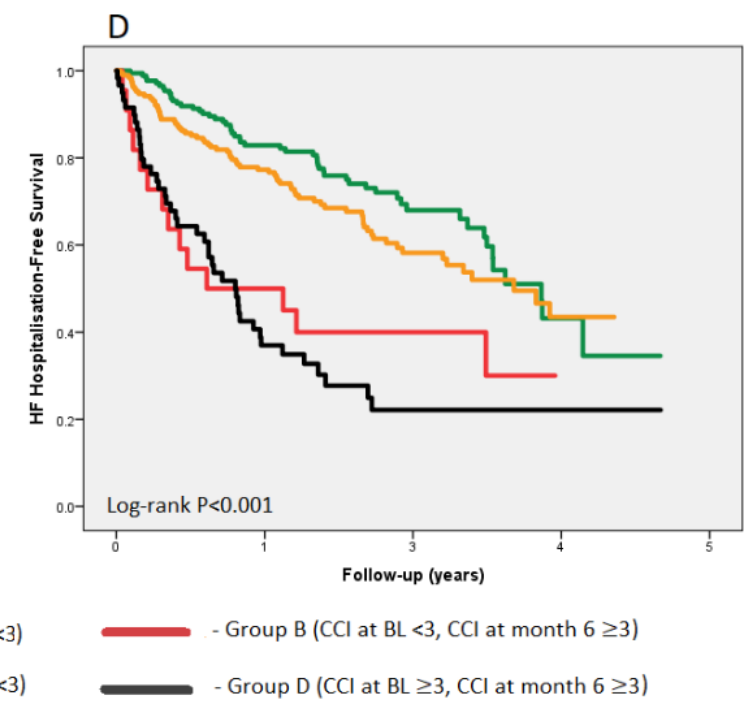 D
1.0
0.8
0.6
0.4
0.2
0.0
HF Hospitalisation-Free Survival
Log-rank P<0.001
0 1 3 4 5
Follow-up (years)
<3) - Group B (CCI at BL <3, CCI at month 6 ≥3)
<3) - Group D (CCI at BL ≥3, CCI at month 6 ≥3)